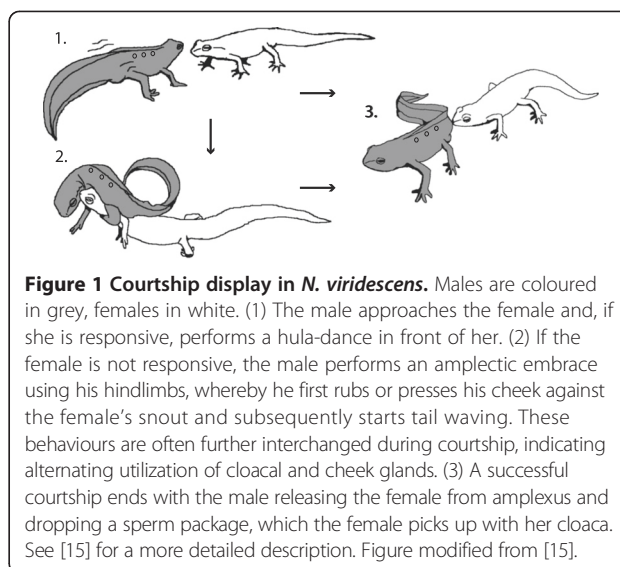 1.
2.
3.
Figure 1 Courtship display in N. viridescens. Males are coloured
in grey, females in white. (1) The male approaches the female and, if
she is responsive, performs a hula-dance in front of her. (2) If the
female is not responsive, the male performs an amplectic embrace
using his hindlimbs, whereby he first rubs or presses his cheek against
the female's snout and subsequently starts tail waving. These
behaviours are often further interchanged during courtship, indicating
alternating utilization of cloacal and cheek glands. (3) A successful
courtship ends with the male releasing the female from amplexus and
dropping a sperm package, which the female picks up with her cloaca.
See [15] for a more detailed description. Figure modified from [15].